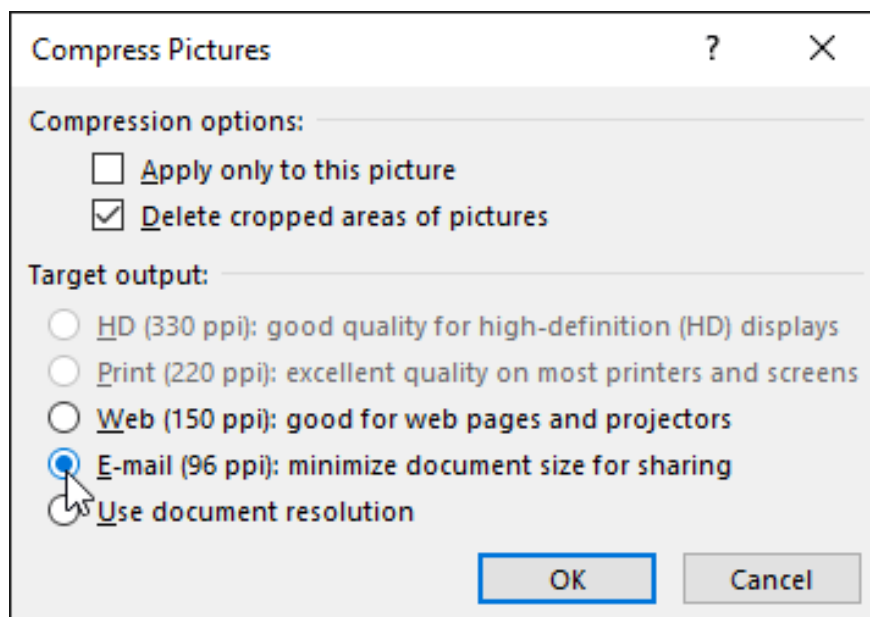 Compress Pictures ?
Compression options:
Apply only to this picture
Delete cropped areas of pictures
Target output:
HD (330 ppi): good quality for high-definition (HD) displays
Print (220 ppi): excellent quality on most printers and screens
Web (150 ppi): good for web pages and projectors
E-mail (96 ppi): minimize document size for sharing
Use document resolution
OK Cancel